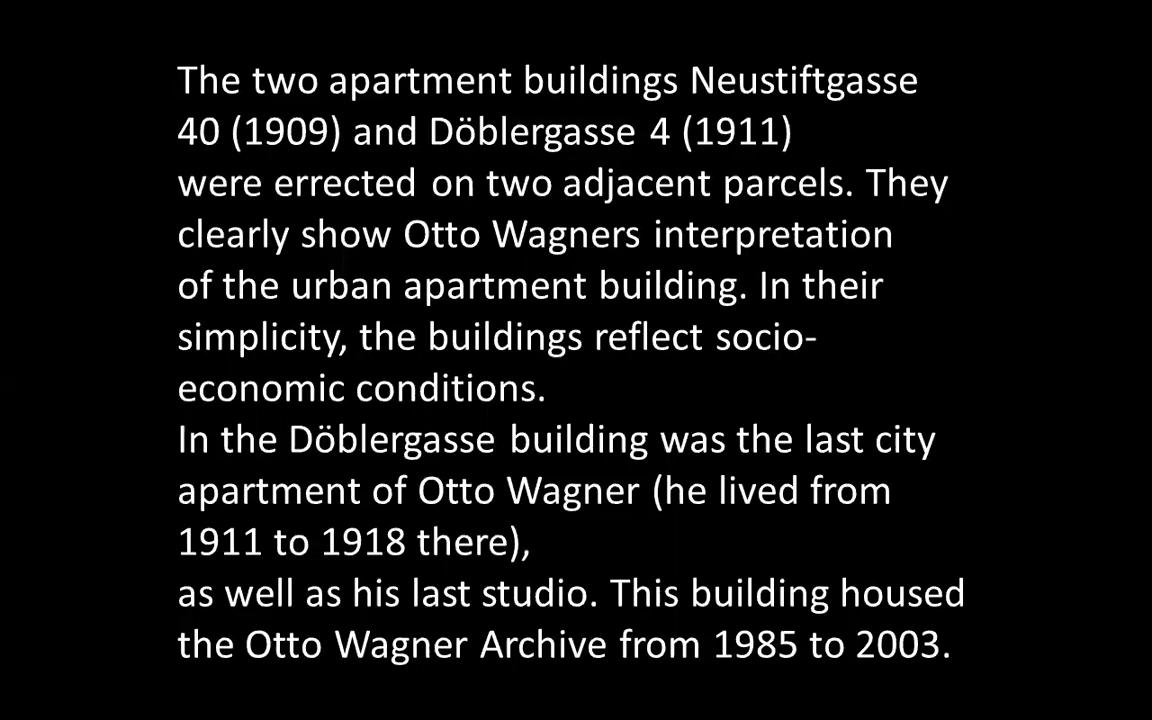 The two apartment buildings Neustiftgasse
40 (1909) and Döblergasse 4 (1911)
were errected on two adjacent parcels. They
clearly show Otto Wagners interpretation
of the urban apartment building. In their
simplicity, the buildings reflect socio-
economic conditions.
In the Döblergasse building was the last city
apartment of Otto Wagner (he lived from
1911 to 1918 there),
as well as his last studio. This building housed
the Otto Wagner Archive from 1985 to 2003.